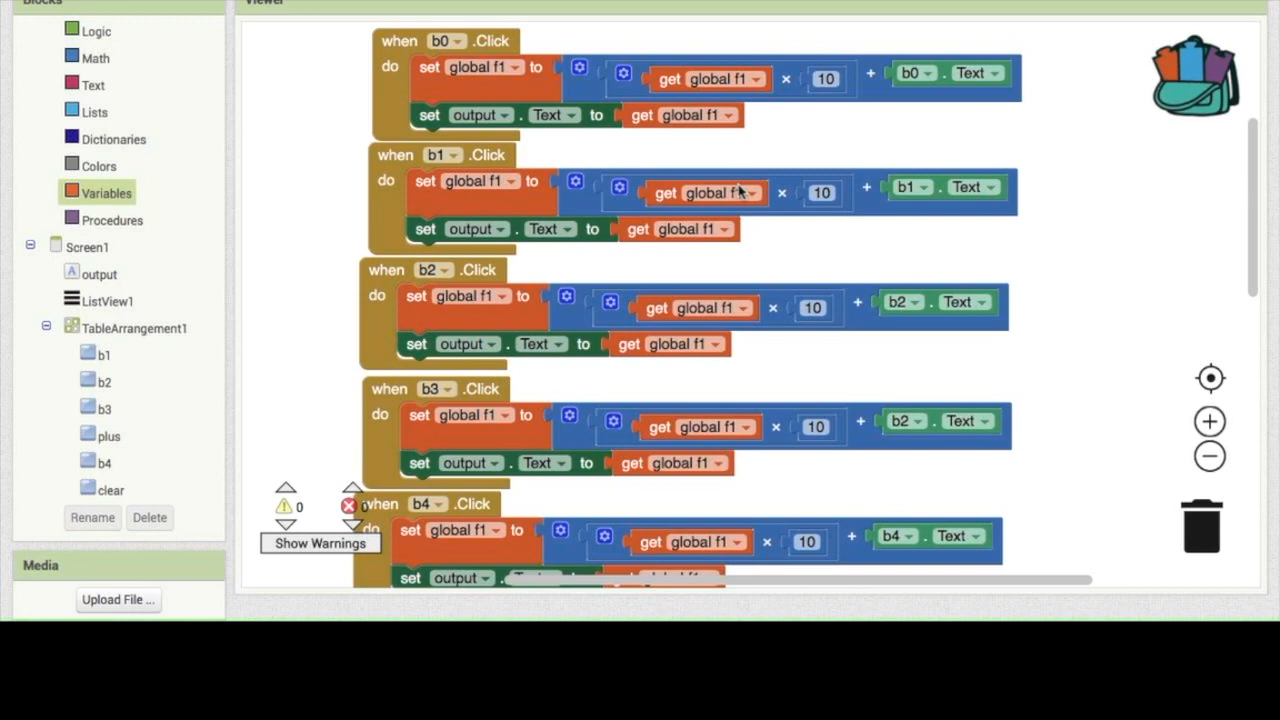 Blocks
Viewer
Logic
Math
Text
Lists
Dictionaries
Colors
Variables
Procedures
Screen1
output
ListView1
TableArrangement1
b1
b2
b3
plus
b4
clear
Rename Delete
Media
Upload File ...
when b0 .Click
do set global f1 to get global f1 × 10 + b0 . Text
set output . Text to get global f1
when b1 .Click
do set global f1 to get global f1 × 10 + b1 . Text
set output . Text to get global f1
when b2 .Click
do set global f1 to get global f1 × 10 + b2 . Text
set output . Text to get global f1
when b3 .Click
do set global f1 to get global f1 × 10 + b2 . Text
set output . Text to get global f1
when b4 .Click
do set global f1 to get global f1 × 10 + b4 . Text
set output .
0 0
Show Warnings